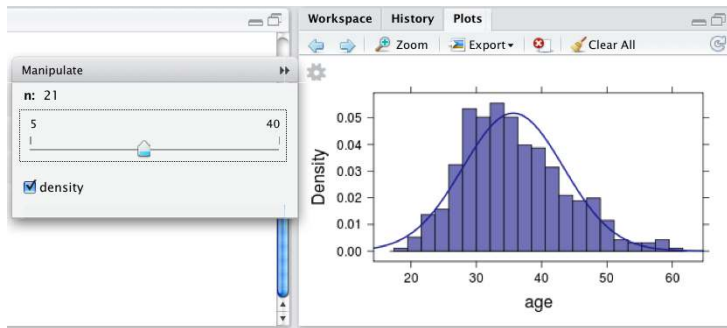 Workspace History Plots
Zoom Export Clear All
Manipulate
n: 21
5 40
density
Density
0.05
0.04
0.03
0.02
0.01
0.00
20 30 40 50 60
age